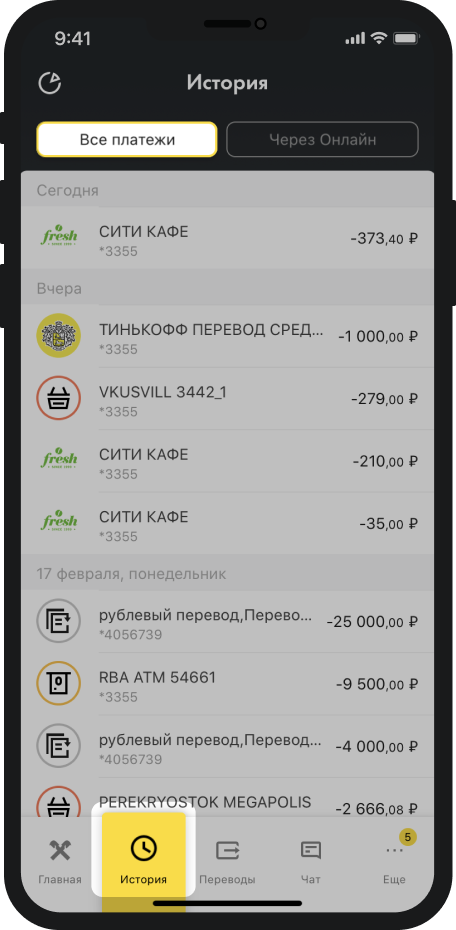 9:41
История
Все платежи
Через Онлайн
Сегодня
fresh
СИТИ КАФЕ
-373,40 ₽
*3355
Вчера
ТИНЬКОФФ ПЕРЕВОД СРЕД...
-1 000,00 ₽
*3355
VKUSVILL 3442_1
-279,00 ₽
*3355
fresh
СИТИ КАФЕ
-210,00 ₽
*3355
fresh
СИТИ КАФЕ
-35,00 ₽
*3355
17 февраля, понедельник
рублевый перевод,Перево...
-25 000,00 ₽
*4056739
RBA ATM 54661
-9 500,00 ₽
*3355
рублевый перевод,Перевод...
-4 000,00 ₽
*4056739
PEREKRYOSTOK MEGAPOLIS
-2 666,08 ₽
5
Главная
История
Переводы
Чат
Еще